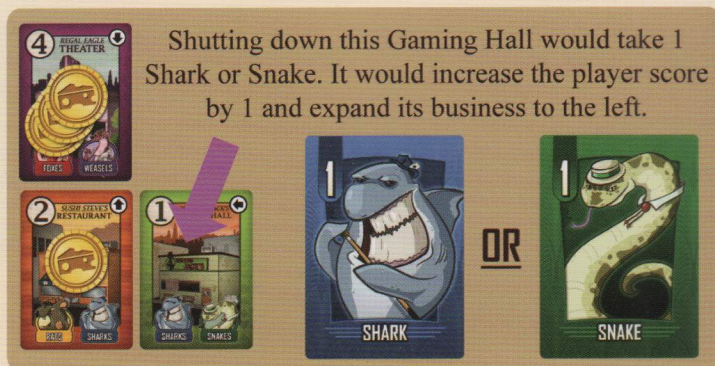 Shutting down this Gaming Hall would take 1
Shark or Snake. It would increase the player score
by 1 and expand its business to the left.
4
REGAL EAGLE
THEATER
FOXES
WEASELS
2
SUSHI STEVE'S
RESTAURANT
RATS
SHARKS
1
HALL
SHARKS
SNAKES
1
SHARK
OR
1
SNAKE